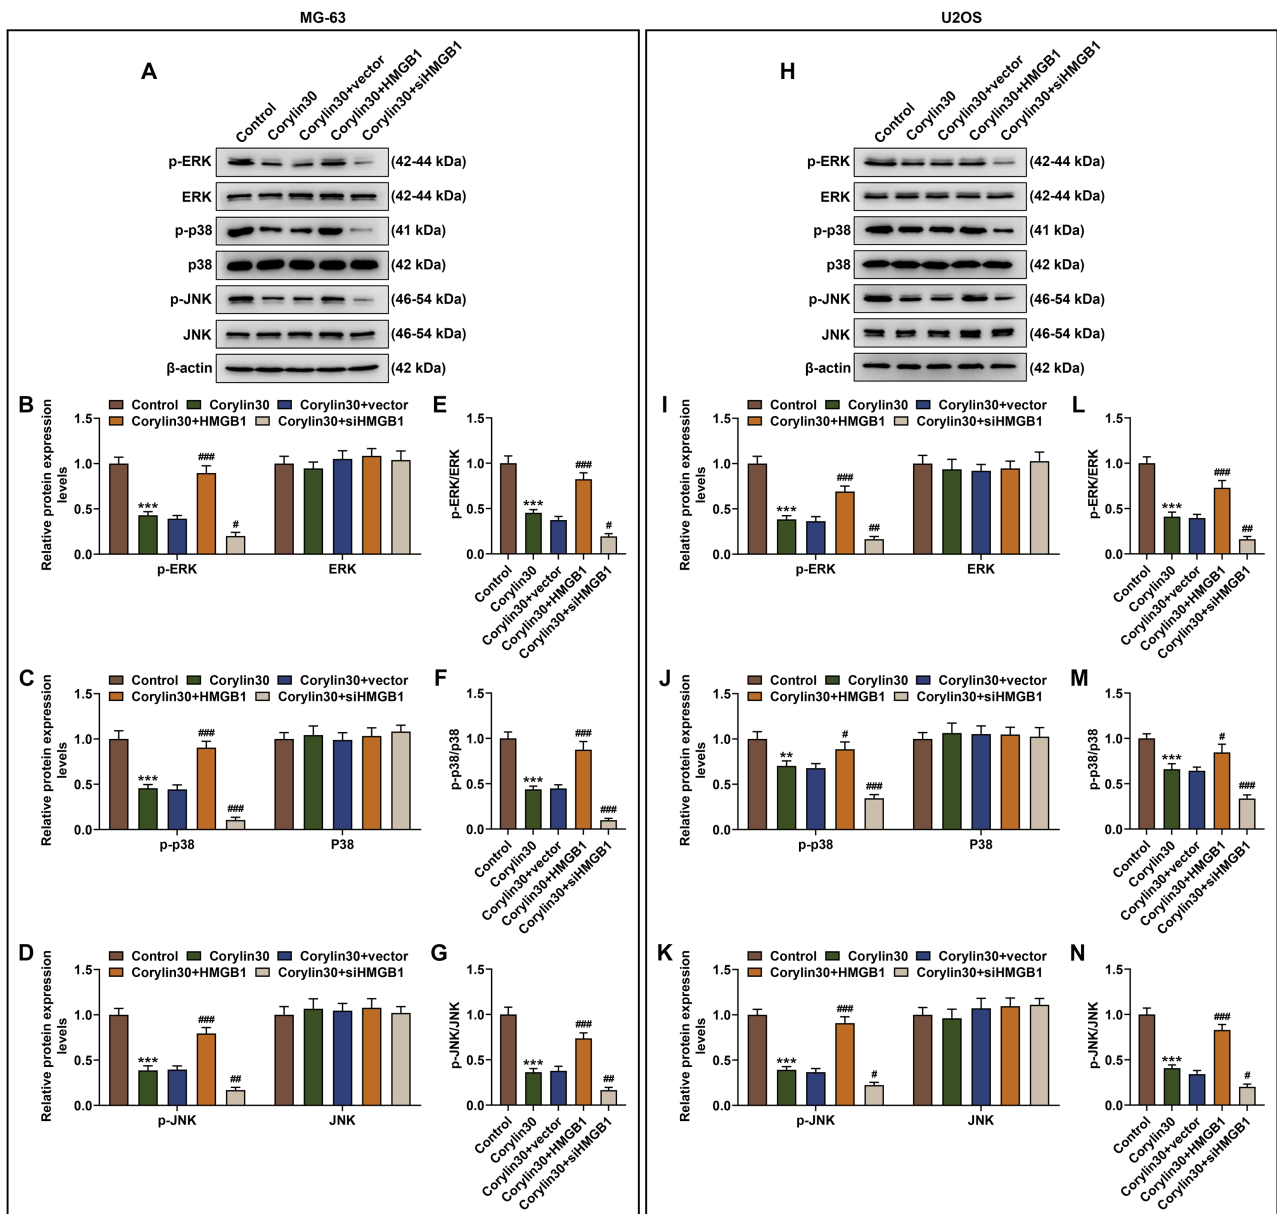 MG-63
U2OS
A
Control
Corylin30
Corylin30+vector
Corylin30+HMGB1
Corylin30+siHMGB1
p-ERK (42-44 kDa)
ERK (42-44 kDa)
p-p38 (41 kDa)
p38 (42 kDa)
p-JNK (46-54 kDa)
JNK (46-54 kDa)
β-actin (42 kDa)
H
Control
Corylin30
Corylin30+vector
Corylin30+HMGB1
Corylin30+siHMGB1
p-ERK (42-44 kDa)
ERK (42-44 kDa)
p-p38 (41 kDa)
p38 (42 kDa)
p-JNK (46-54 kDa)
JNK (46-54 kDa)
β-actin (42 kDa)
B
Control Corylin30 Corylin30+vector
Corylin30+HMGB1 Corylin30+siHMGB1
Relative protein expression
levels
1.5
1.0
0.5
0.0
***
###
#
p-ERK ERK
E
p-ERK/ERK
1.5
1.0
0.5
0.0
***
###
#
Control
Corylin30
Corylin30+vector
Corylin30+HMGB1
Corylin30+siHMGB1
I
Control Corylin30 Corylin30+vector
Corylin30+HMGB1 Corylin30+siHMGB1
Relative protein expression
levels
1.5
1.0
0.5
0.0
***
###
##
p-ERK ERK
L
p-ERK/ERK
1.5
1.0
0.5
0.0
***
###
##
Control
Corylin30
Corylin30+vector
Corylin30+HMGB1
Corylin30+siHMGB1
C
Control Corylin30 Corylin30+vector
Corylin30+HMGB1 Corylin30+siHMGB1
Relative protein expression
levels
1.5
1.0
0.5
0.0
***
###
###
p-p38 P38
F
p-p38/p38
1.5
1.0
0.5
0.0
***
###
###
Control
Corylin30
Corylin30+vector
Corylin30+HMGB1
Corylin30+siHMGB1
J
Control Corylin30 Corylin30+vector
Corylin30+HMGB1 Corylin30+siHMGB1
Relative protein expression
levels
1.5
1.0
0.5
0.0
**
#
###
p-p38 P38
M
p-p38/p38
1.5
1.0
0.5
0.0
***
#
###
Control
Corylin30
Corylin30+vector
Corylin30+HMGB1
Corylin30+siHMGB1
D
Control Corylin30 Corylin30+vector
Corylin30+HMGB1 Corylin30+siHMGB1
Relative protein expression
levels
1.5
1.0
0.5
0.0
***
###
##
p-JNK JNK
G
p-JNK/JNK
1.5
1.0
0.5
0.0
***
###
##
Control
Corylin30
Corylin30+vector
Corylin30+HMGB1
Corylin30+siHMGB1
K
Control Corylin30 Corylin30+vector
Corylin30+HMGB1 Corylin30+siHMGB1
Relative protein expression
levels
1.5
1.0
0.5
0.0
***
###
#
p-JNK JNK
N
p-JNK/JNK
1.5
1.0
0.5
0.0
***
###
#
Control
Corylin30
Corylin30+vector
Corylin30+HMGB1
Corylin30+siHMGB1